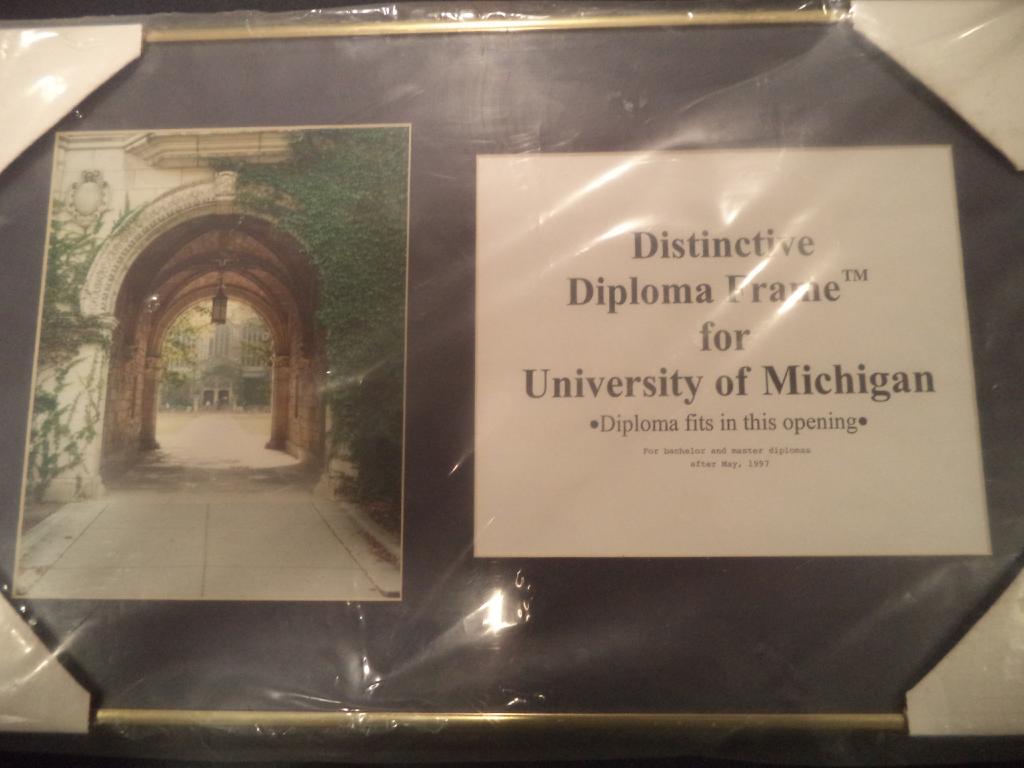 Distinctive
Diploma Frame™
for
University of Michigan
•Diploma fits in this opening•
For bachelor and master diplomas
after May, 1997